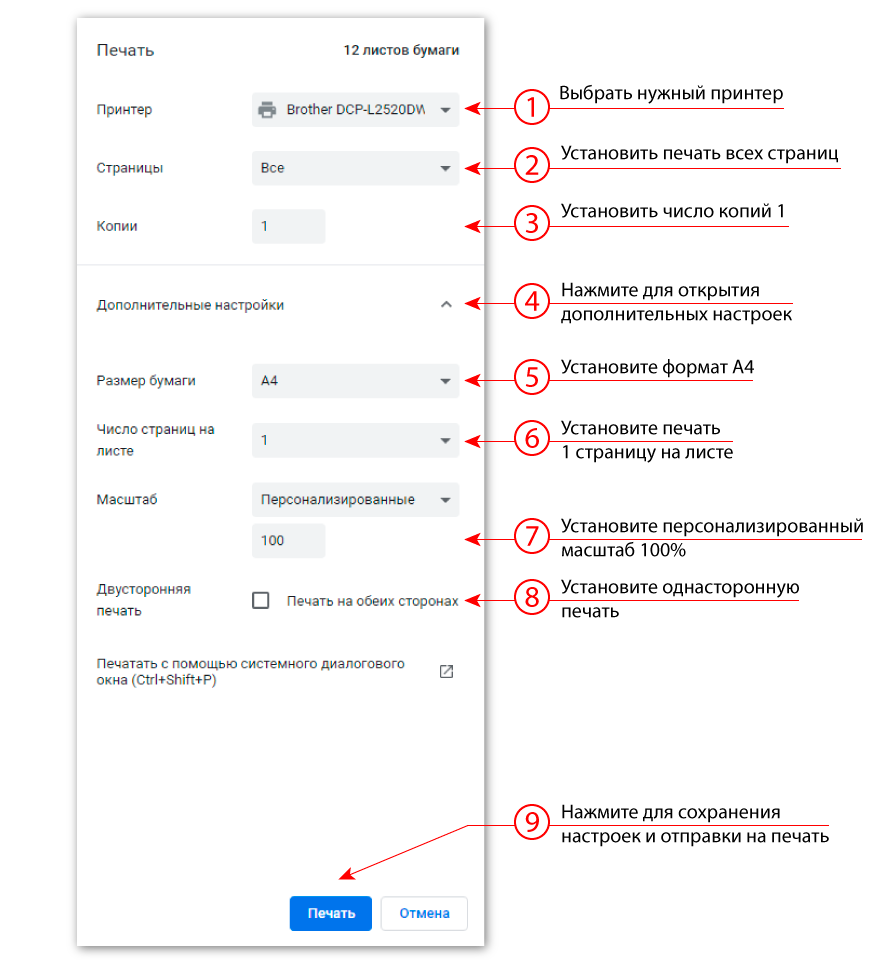 Печать 12 листов бумаги
Принтер Brother DCP-L2520DW 1 Выбрать нужный принтер
Страницы Все 2 Установить печать всех страниц
Копии 1 3 Установить число копий 1
Дополнительные настройки 4 Нажмите для открытия
дополнительных настроек
Размер бумаги A4 5 Установите формат А4
Число страниц на
листе
1 6 Установите печать
1 страницу на листе
Масштаб Персонализированные
100 7 Установите персонализированный
масштаб 100%
Двусторонняя
печать
Печать на обеих сторонах 8 Установите однасторонную
печать
Печатать с помощью системного диалогового
окна (Ctrl+Shift+P)
9 Нажмите для сохранения
настроек и отправки на печать
Печать Отмена